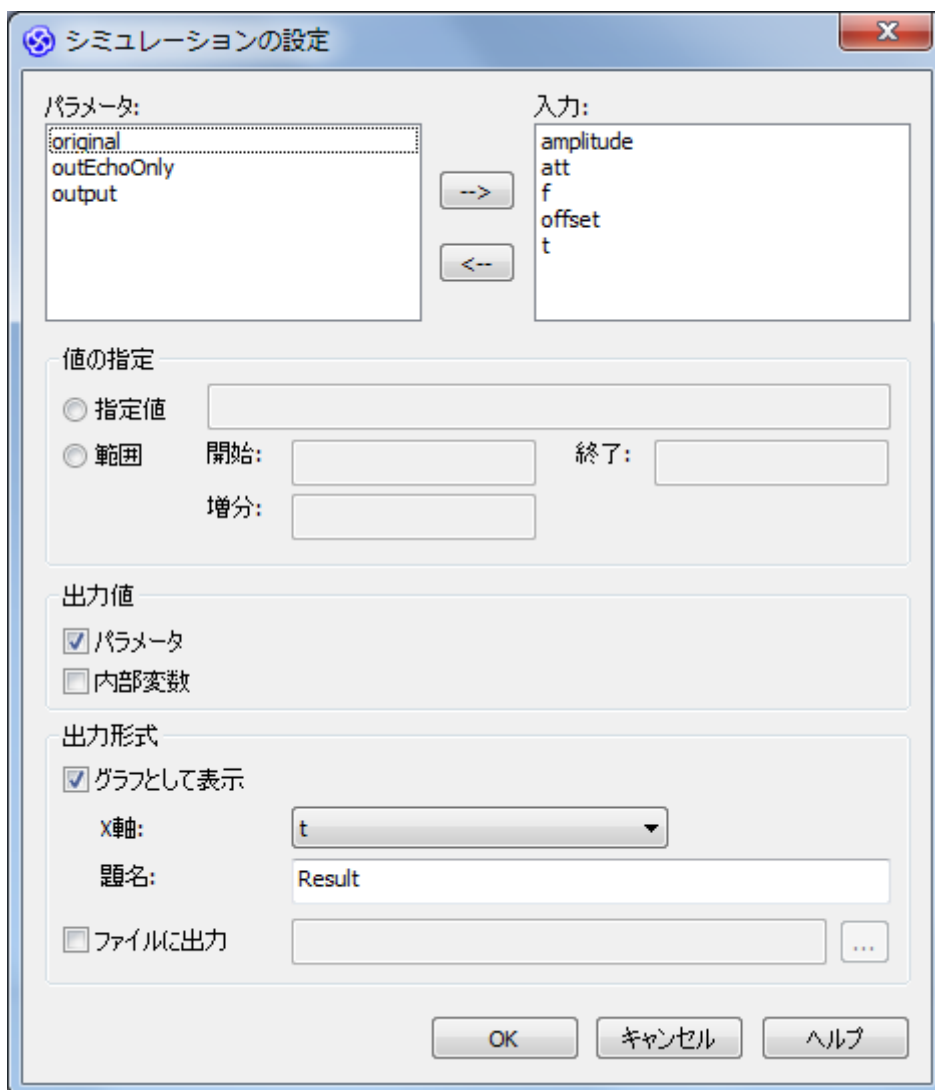 シミュレーションの設定
パラメータ:
入力:
original
outEchoOnly
output
-->
<--
amplitude
att
f
offset
t
値の指定
指定値
範囲 開始: 終了:
増分:
出力値
パラメータ
内部変数
出力形式
グラフとして表示
X軸: t
題名: Result
ファイルに出力 ...
OK キャンセル ヘルプ